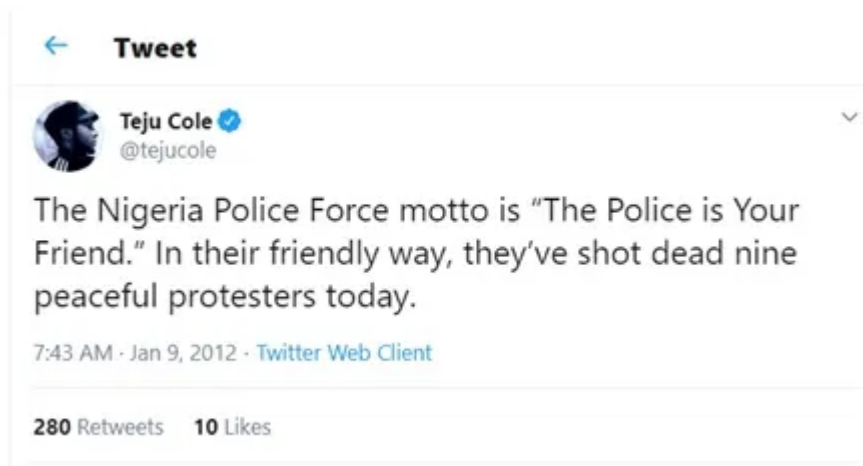 Tweet
Teju Cole
@tejucole
The Nigeria Police Force motto is “The Police is Your
Friend.” In their friendly way, they’ve shot dead nine
peaceful protesters today.
7:43 AM · Jan 9, 2012 · Twitter Web Client
280 Retweets 10 Likes